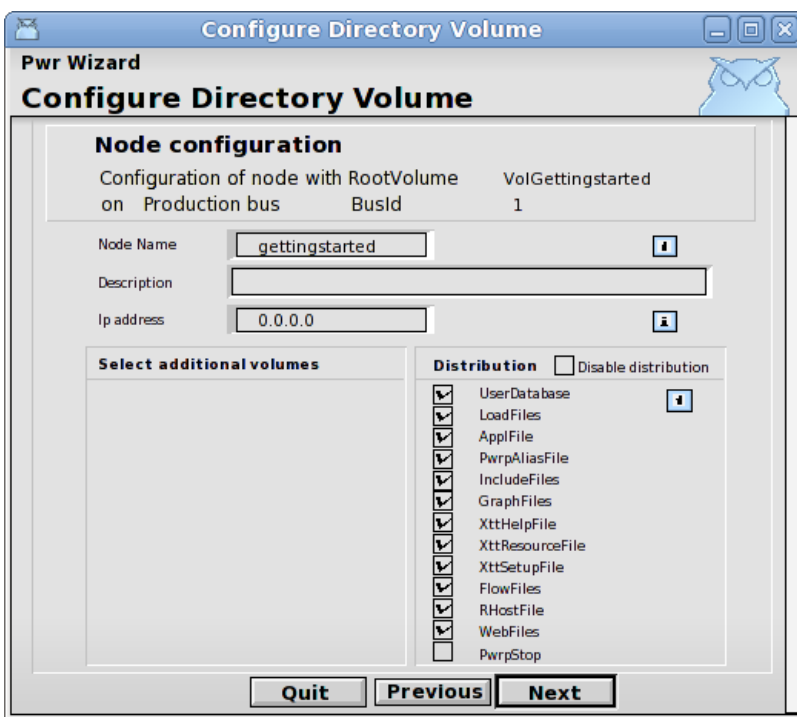 Configure Directory Volume
Pwr Wizard
Configure Directory Volume
Node configuration
Configuration of node with RootVolume VolGettingstarted
on Production bus BusId 1
Node Name gettingstarted
Description
Ip address 0.0.0.0
Select additional volumes
Distribution Disable distribution
UserDatabase
LoadFiles
ApplFile
PwrpAliasFile
IncludeFiles
GraphFiles
XttHelpFile
XttResourceFile
XttSetupFile
FlowFiles
RHostFile
WebFiles
PwrpStop
Quit Previous Next